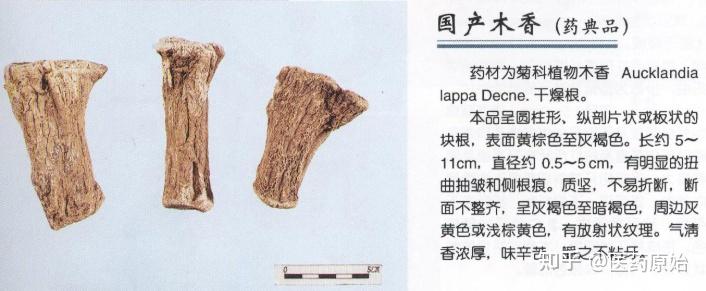 国产木香（药典品）
药材为菊科植物木香 Aucklandia
lappa Decne. 干燥根。
本品呈圆柱形、纵剖片状或板状的
块根，表面黄棕色至灰褐色。长约 5～
11cm，直径约 0.5～5 cm，有明显的扭
曲抽皱和侧根痕。质坚，不易折断，断
面不整齐，呈灰褐色至暗褐色，周边灰
黄色或浅棕黄色，有放射状纹理。气清
香浓厚，味辛苦，嚼之不粘牙。
0 5CM
知乎 @医药原始